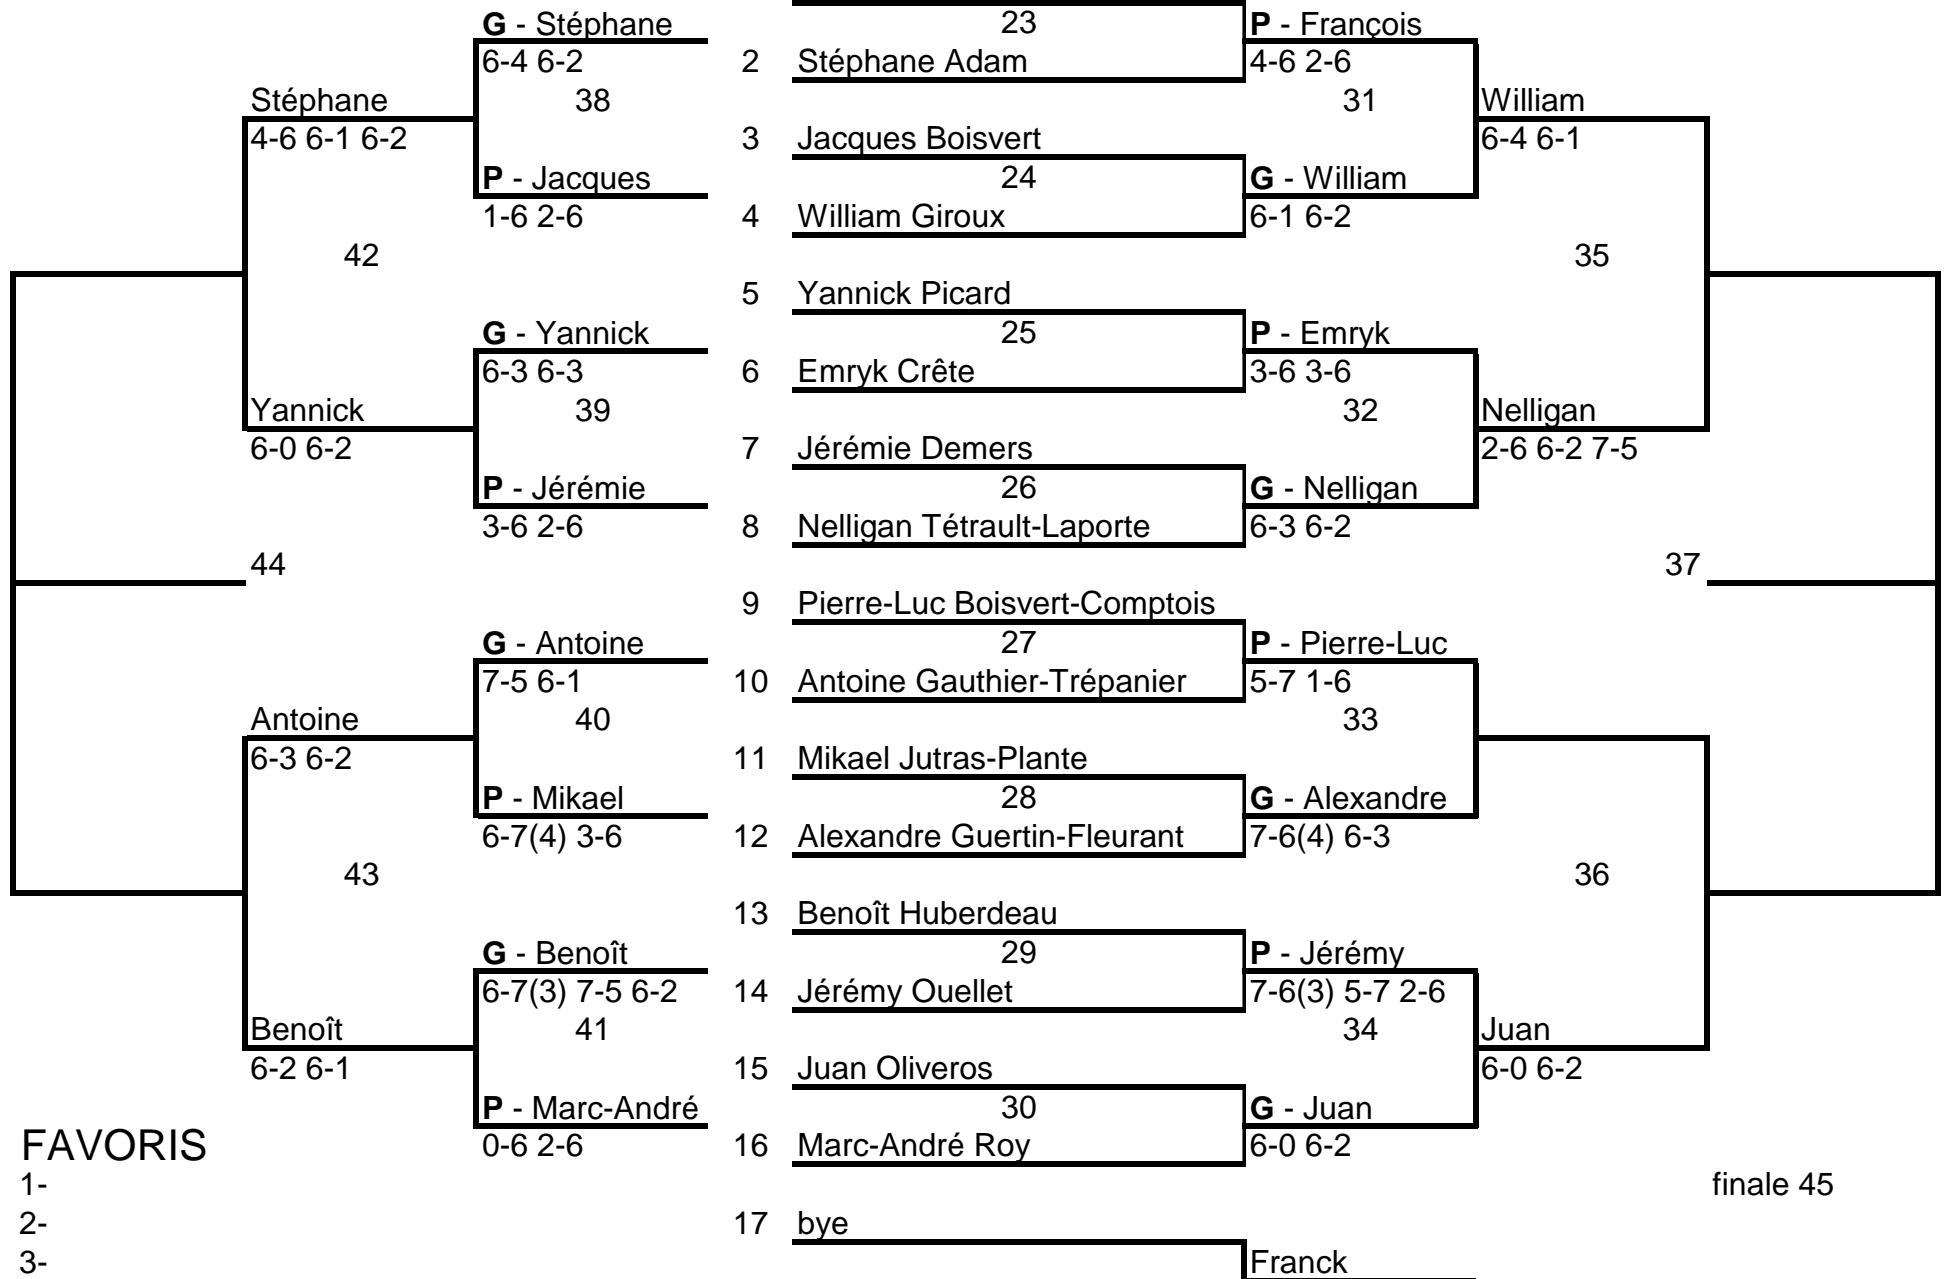 G - Stéphane 23 P - François
6-4 6-2 2 Stéphane Adam 4-6 2-6
Stéphane 38 31 William
4-6 6-1 6-2 3 Jacques Boisvert 6-4 6-1
P - Jacques 24 G - William
1-6 2-6 4 William Giroux 6-1 6-2
42 35
5 Yannick Picard
G - Yannick 25 P - Emryk
6-3 6-3 6 Emryk Crête 3-6 3-6
Yannick 39 32 Nelligan
6-0 6-2 7 Jérémie Demers 2-6 6-2 7-5
P - Jérémie 26 G - Nelligan
3-6 2-6 8 Nelligan Tétrault-Laporte 6-3 6-2
44 37
9 Pierre-Luc Boisvert-Comptois
G - Antoine 27 P - Pierre-Luc
7-5 6-1 10 Antoine Gauthier-Trépanier 5-7 1-6
Antoine 40 33
6-3 6-2 11 Mikael Jutras-Plante
P - Mikael 28 G - Alexandre
6-7(4) 3-6 12 Alexandre Guertin-Fleurant 7-6(4) 6-3
43 36
13 Benoît Huberdeau
G - Benoît 29 P - Jérémy
6-7(3) 7-5 6-2 14 Jérémy Ouellet 7-6(3) 5-7 2-6
Benoît 41 34 Juan
6-2 6-1 15 Juan Oliveros 6-0 6-2
P - Marc-André 30 G - Juan
FAVORIS 0-6 2-6 16 Marc-André Roy 6-0 6-2
1- finale 45
2- 17 bye
3- Franck